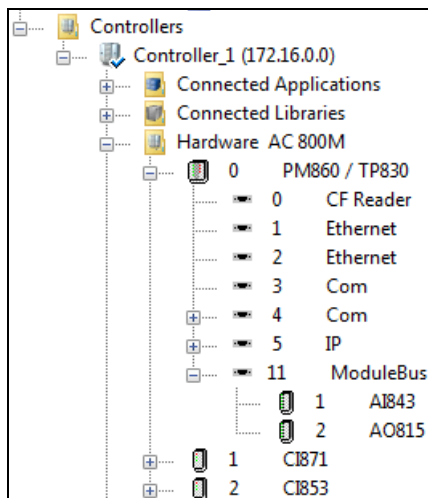 Controllers
Controller_1 (172.16.0.0)
Connected Applications
Connected Libraries
Hardware AC 800M
0 PM860 / TP830
0 CF Reader
1 Ethernet
2 Ethernet
3 Com
4 Com
5 IP
11 ModuleBus
1 AI843
2 AO815
1 CI871
2 CI853